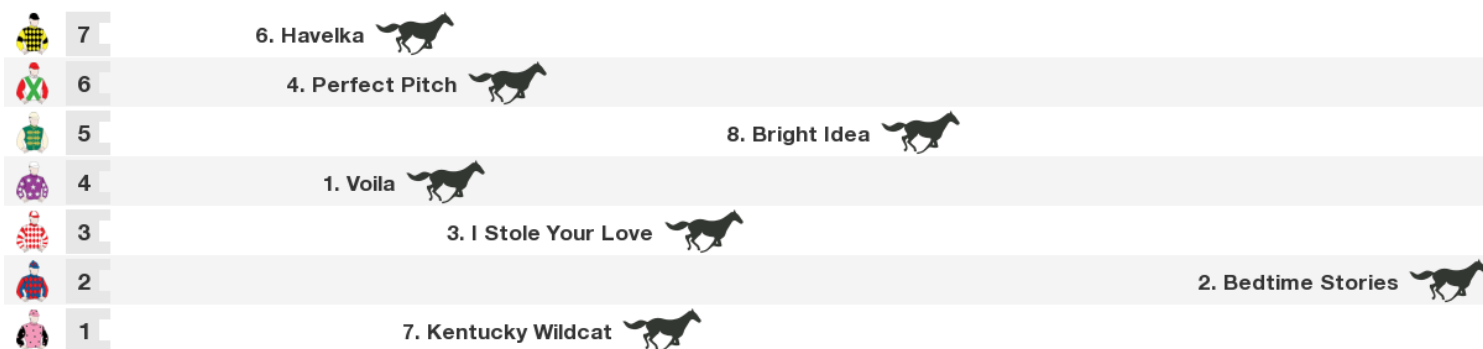 7 6. Havelka
6 4. Perfect Pitch
5 8. Bright Idea
4 1. Voila
3 3. I Stole Your Love
2 2. Bedtime Stories
1 7. Kentucky Wildcat